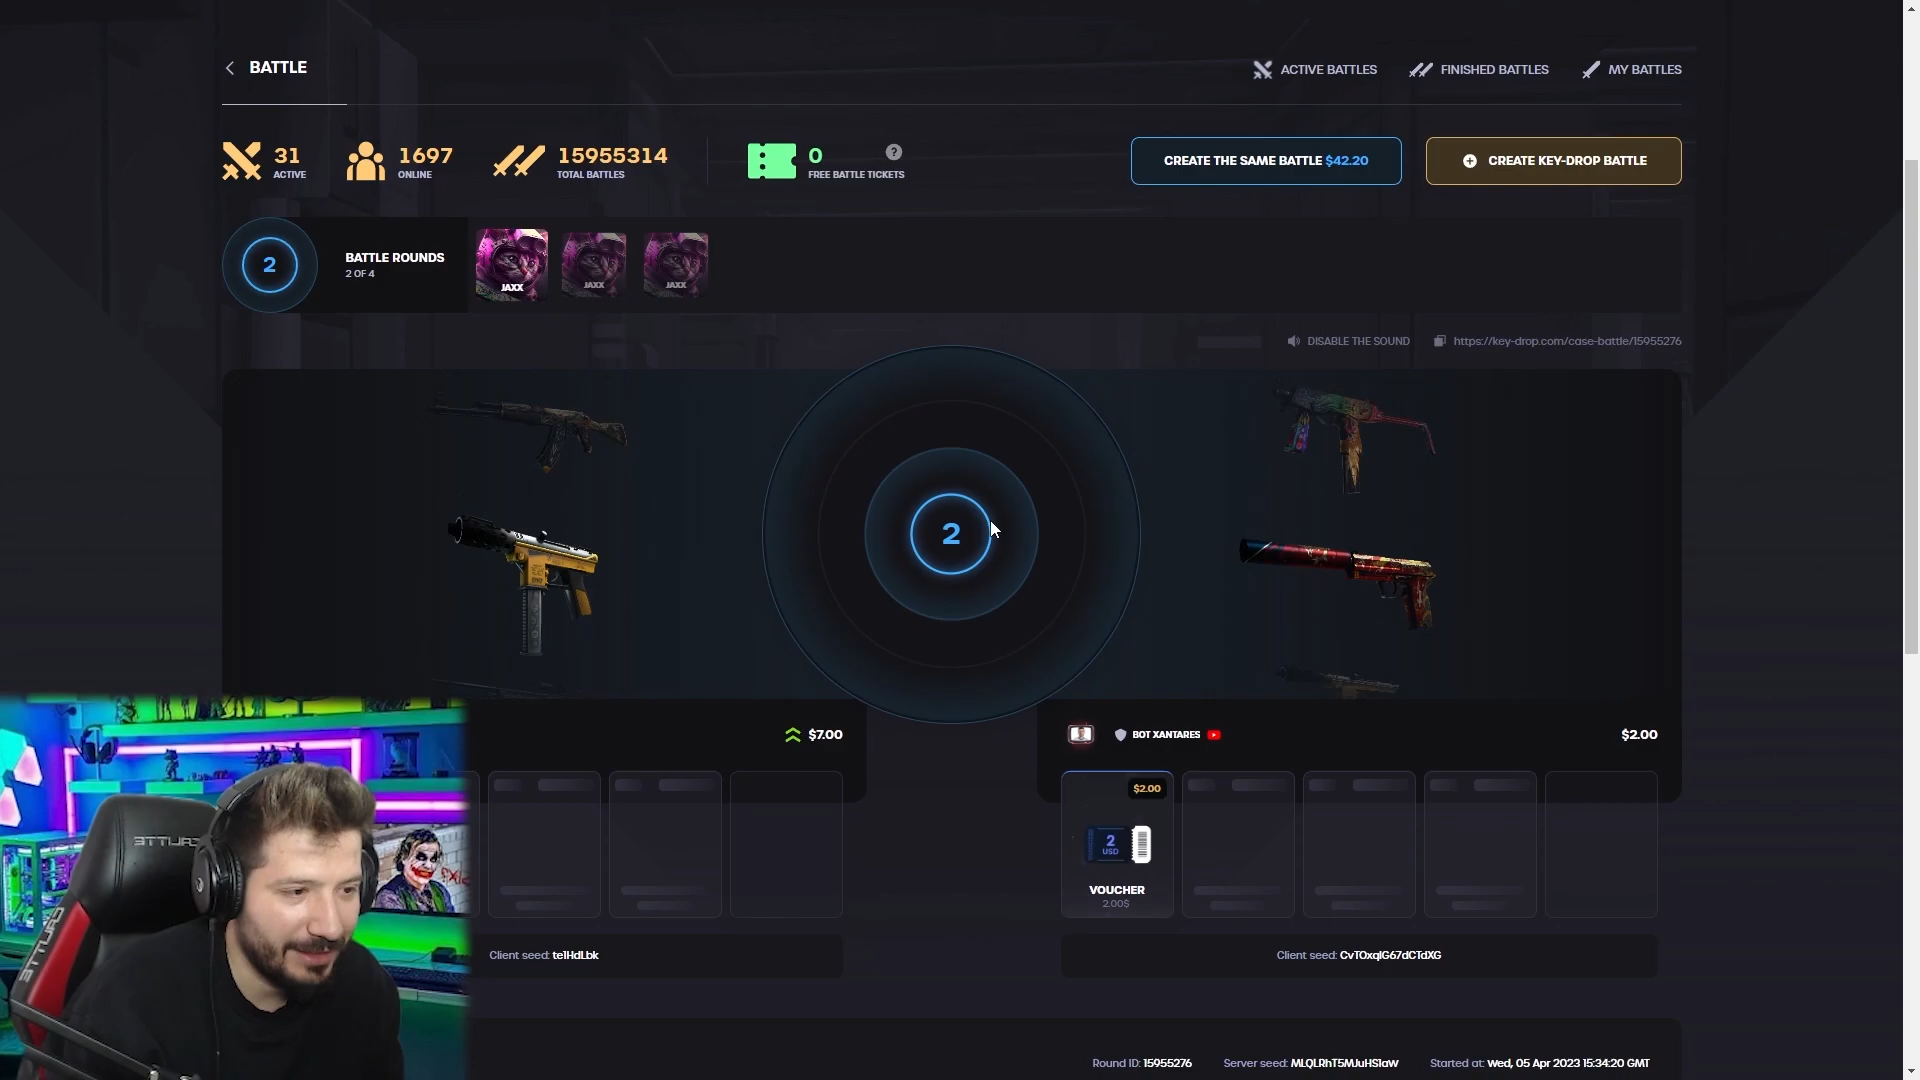 BATTLE
ACTIVE BATTLES
FINISHED BATTLES
MY BATTLES
31
ACTIVE
1697
ONLINE
15955314
TOTAL BATTLES
0
FREE BATTLE TICKETS
?
CREATE THE SAME BATTLE $42.20
CREATE KEY-DROP BATTLE
2
BATTLE ROUNDS
2 OF 4
JAXX
JAXX
JAXX
DISABLE THE SOUND
https://key-drop.com/case-battle/15955276
2
$7.00
BOT XANTARES
$2.00
$2.00
2
USD
VOUCHER
2.00$
Client seed: te1HdLbk
Client seed: CvTOxqIG67dCTdXG
Round ID: 15955276
Server seed: MLQLRhT5MJuHS1aW
Started at: Wed, 05 Apr 2023 15:34:20 GMT